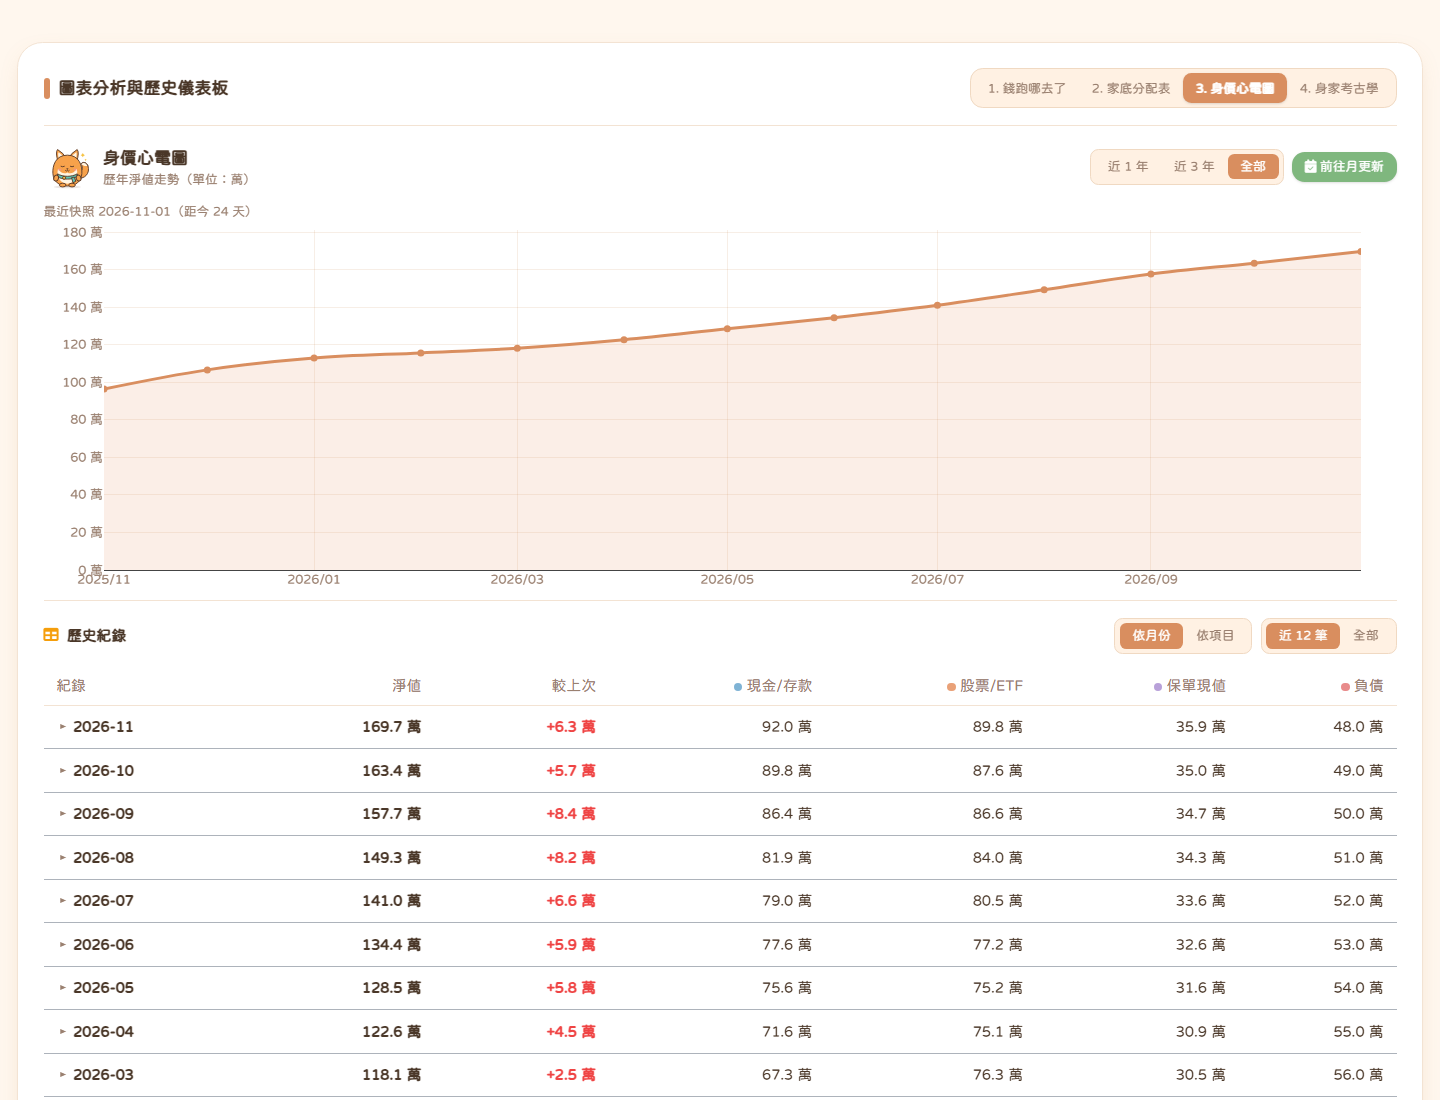 圖表分析與歷史儀表板
1. 錢跑哪去了 2. 家底分配表 3. 身價心電圖 4. 身家考古學
身價心電圖
歷年淨值走勢（單位：萬）
近 1 年 近 3 年 全部 前往月更新
最近快照 2026-11-01（距今 24 天）
180 萬
160 萬
140 萬
120 萬
100 萬
80 萬
60 萬
40 萬
20 萬
0 萬
2025/11 2026/01 2026/03 2026/05 2026/07 2026/09
歷史紀錄
依月份 依項目 近 12 筆 全部
紀錄 淨值 較上次 現金/存款 股票/ETF 保單現值 負債
▸ 2026-11 169.7 萬 +6.3 萬 92.0 萬 89.8 萬 35.9 萬 48.0 萬
▸ 2026-10 163.4 萬 +5.7 萬 89.8 萬 87.6 萬 35.0 萬 49.0 萬
▸ 2026-09 157.7 萬 +8.4 萬 86.4 萬 86.6 萬 34.7 萬 50.0 萬
▸ 2026-08 149.3 萬 +8.2 萬 81.9 萬 84.0 萬 34.3 萬 51.0 萬
▸ 2026-07 141.0 萬 +6.6 萬 79.0 萬 80.5 萬 33.6 萬 52.0 萬
▸ 2026-06 134.4 萬 +5.9 萬 77.6 萬 77.2 萬 32.6 萬 53.0 萬
▸ 2026-05 128.5 萬 +5.8 萬 75.6 萬 75.2 萬 31.6 萬 54.0 萬
▸ 2026-04 122.6 萬 +4.5 萬 71.6 萬 75.1 萬 30.9 萬 55.0 萬
▸ 2026-03 118.1 萬 +2.5 萬 67.3 萬 76.3 萬 30.5 萬 56.0 萬